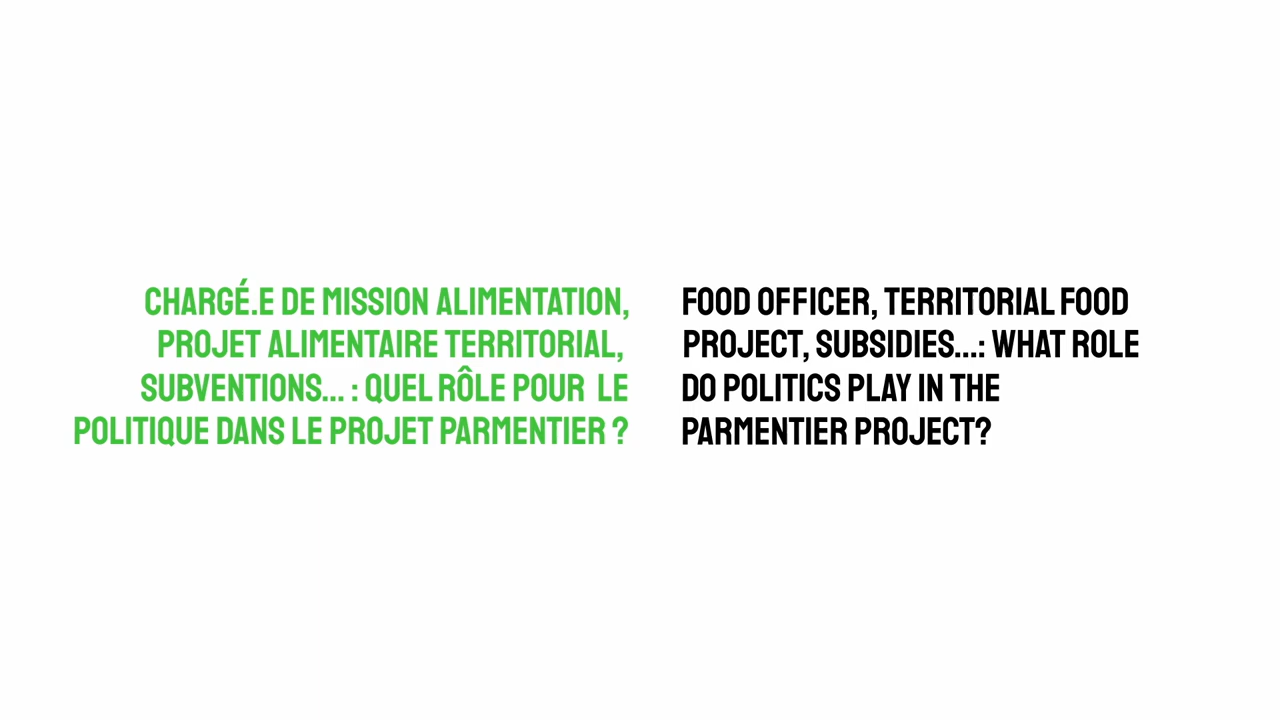 CHARGÉ.E DE MISSION ALIMENTATION,
PROJET ALIMENTAIRE TERRITORIAL,
SUBVENTIONS... : QUEL RÔLE POUR LE
POLITIQUE DANS LE PROJET PARMENTIER ?
FOOD OFFICER, TERRITORIAL FOOD
PROJECT, SUBSIDIES...: WHAT ROLE
DO POLITICS PLAY IN THE
PARMENTIER PROJECT?